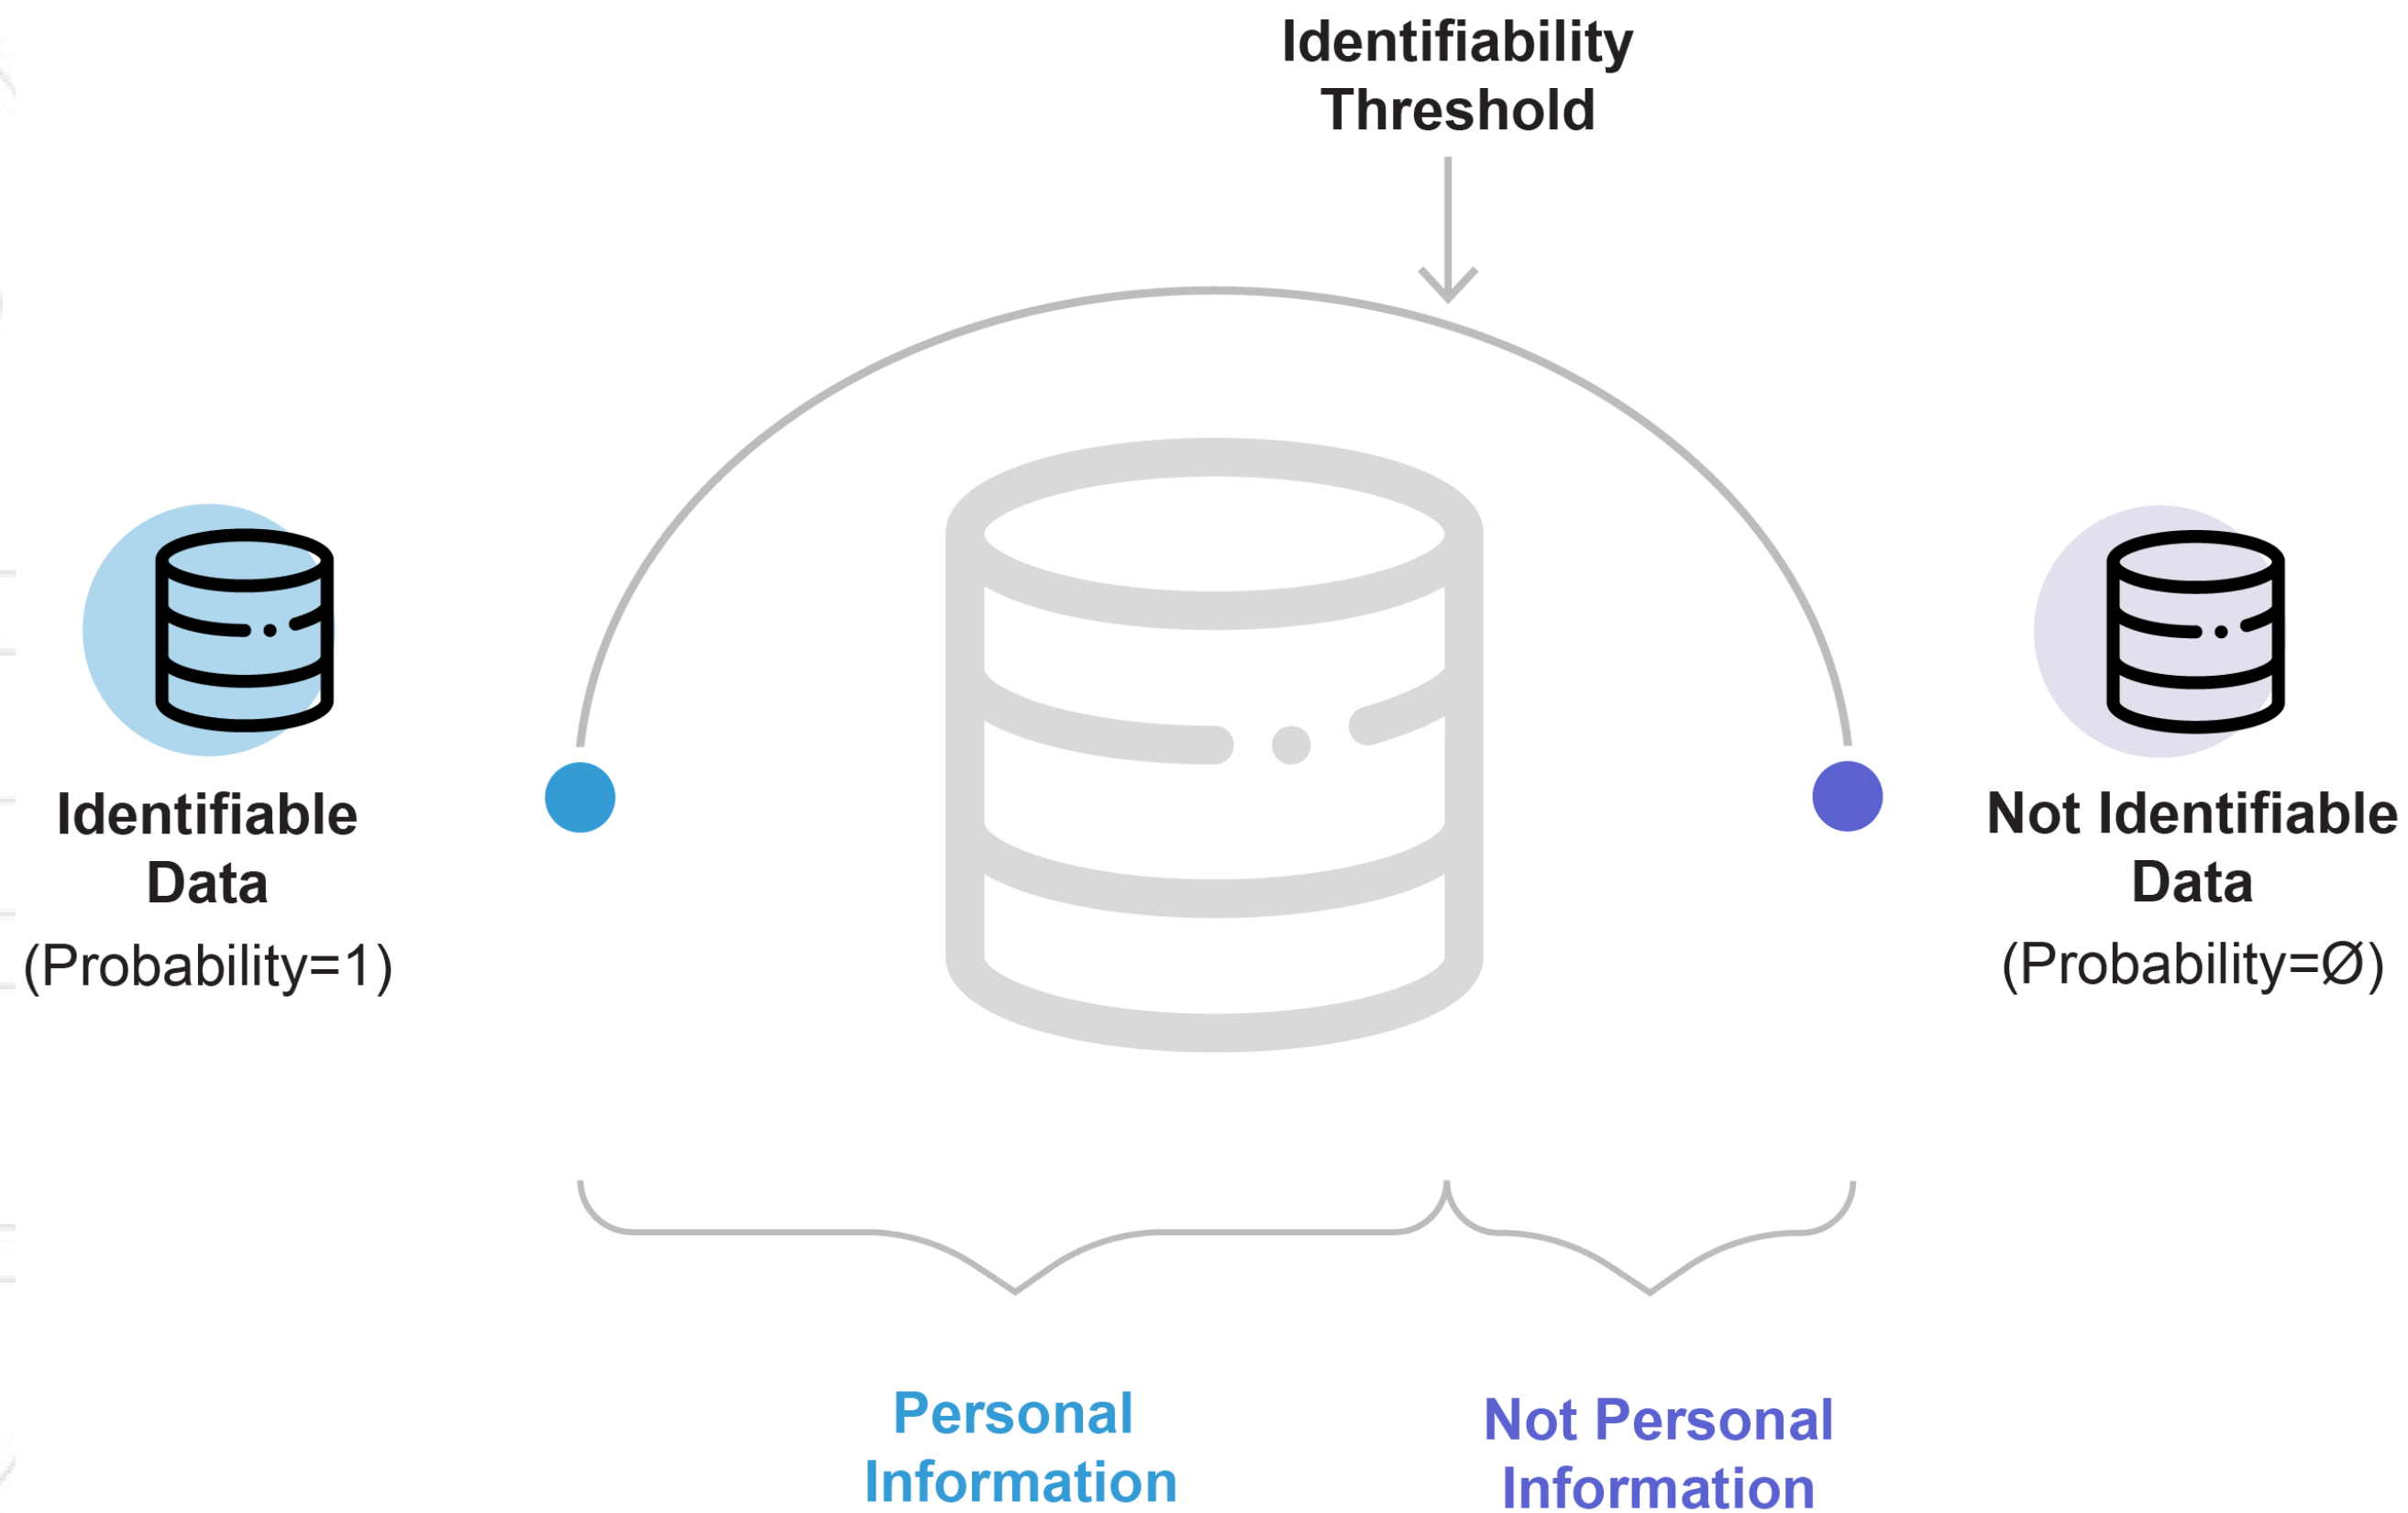 Identifiability
Threshold
Identifiable
Data
(Probability=1)
Not Identifiable
Data
(Probability=Ø)
Personal
Information
Not Personal
Information